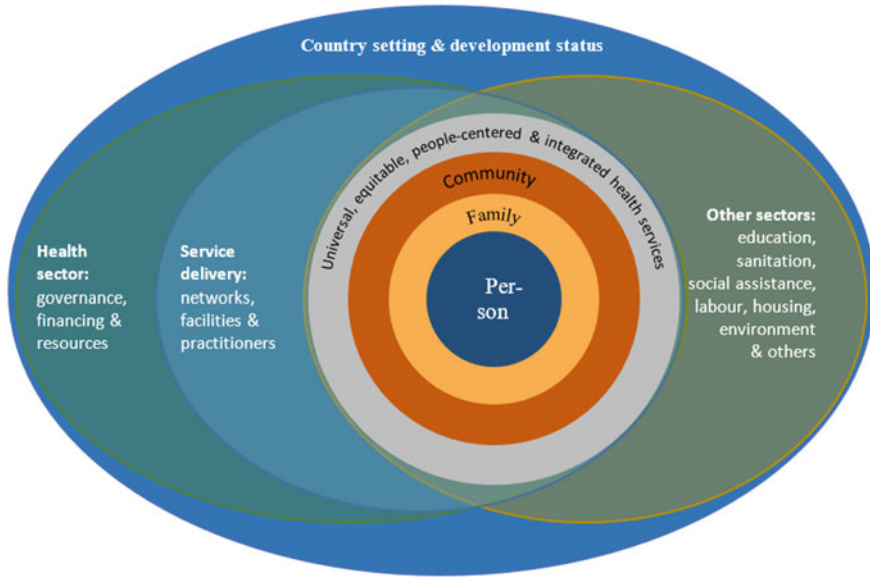 Country setting & development status
Universal, equitable, people-centered & integrated health services
Community
Family
Per-
son
Health
sector:
governance,
financing &
resources
Service
delivery:
networks,
facilities &
practitioners
Other sectors:
education,
sanitation,
social assistance,
labour, housing,
environment
& others